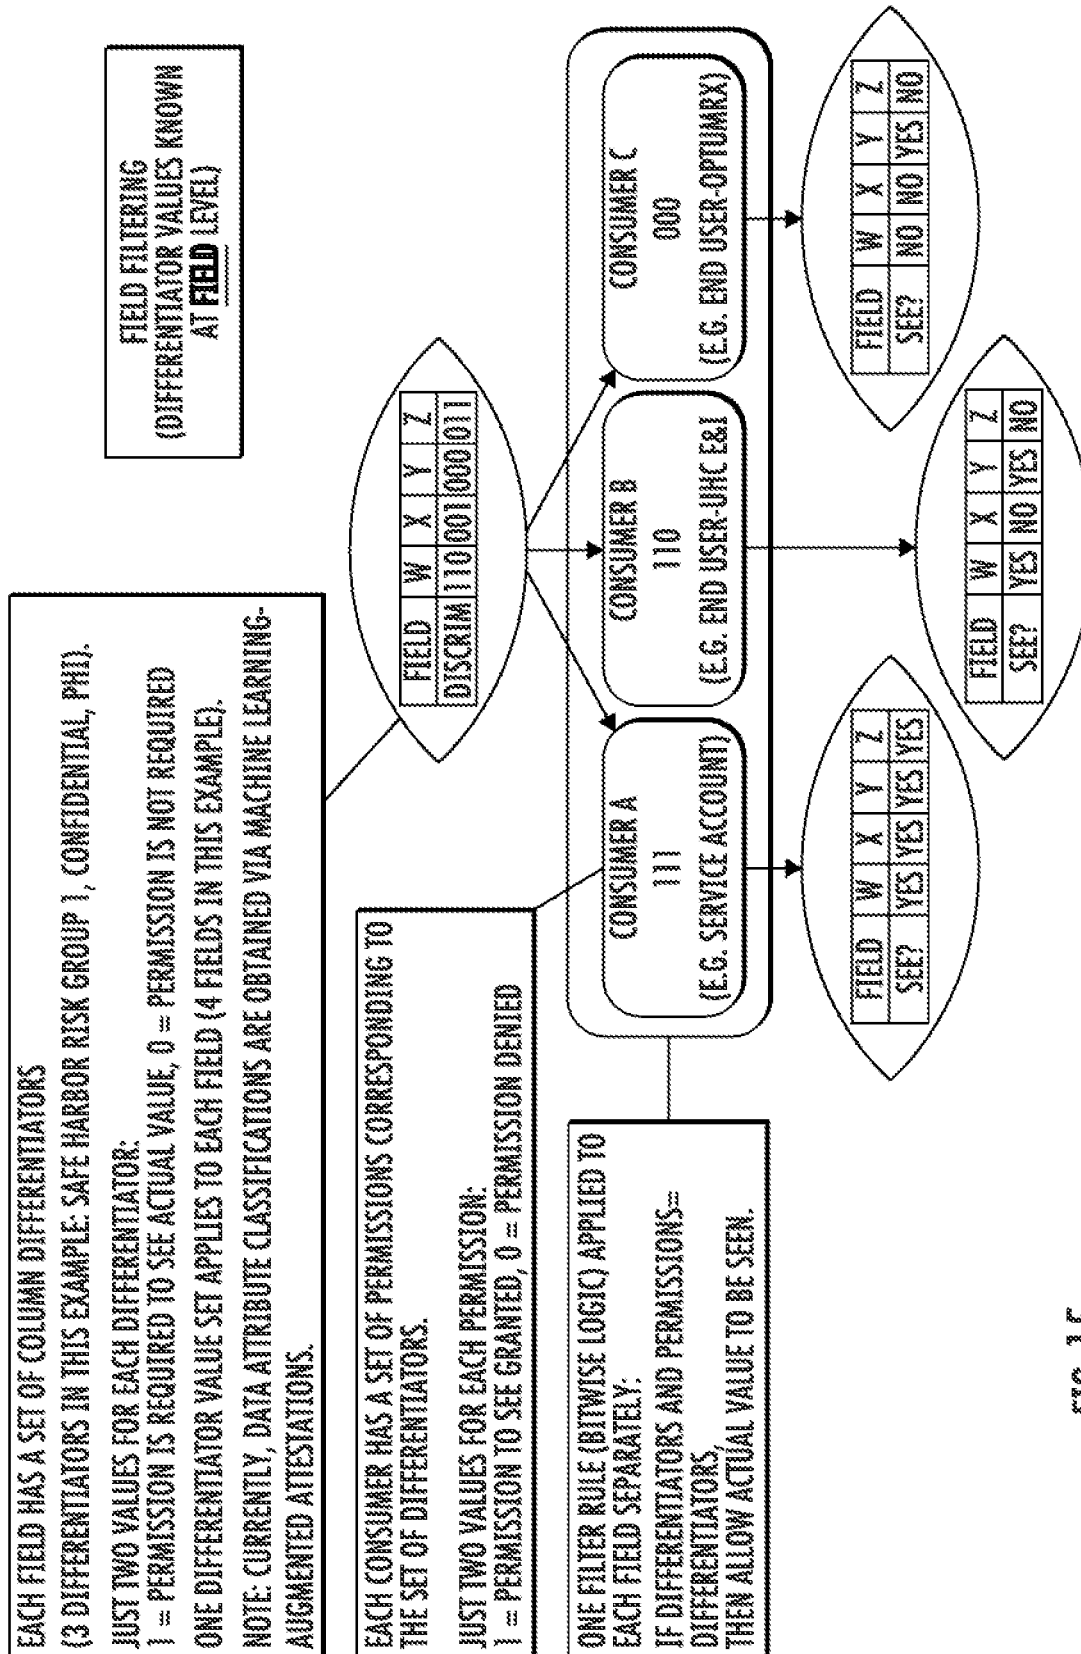 FIELD FILTERING
(DIFFERENTIATOR VALUES KNOWN
AT FIELD LEVEL)
EACH FIELD HAS A SET OF COLUMN DIFFERENTIATORS
(3 DIFFERENTIATORS IN THIS EXAMPLE: SAFE HARBOR RISK GROUP 1, CONFIDENTIAL, PHI).
JUST TWO VALUES FOR EACH DIFFERENTIATOR:
1 = PERMISSION IS REQUIRED TO SEE ACTUAL VALUE, 0 = PERMISSION IS NOT REQUIRED
ONE DIFFERENTIATOR VALUE SET APPLIES TO EACH FIELD (4 FIELDS IN THIS EXAMPLE).
NOTE: CURRENTLY, DATA ATTRIBUTE CLASSIFICATIONS ARE OBTAINED VIA MACHINE LEARNING-
AUGMENTED ATTESTATIONS.
FIELD W X Y Z
DISCRIM 110 001 000 011
EACH CONSUMER HAS A SET OF PERMISSIONS CORRESPONDING TO
THE SET OF DIFFERENTIATORS.
JUST TWO VALUES FOR EACH PERMISSION:
1 = PERMISSION TO SEE GRANTED, 0 = PERMISSION DENIED
CONSUMER A
111
(E.G. SERVICE ACCOUNT)
CONSUMER B
110
(E.G. END USER-UHC E&I
CONSUMER C
000
(E.G. END USER-OPTUMRX)
ONE FILTER RULE (BITWISE LOGIC) APPLIED TO
EACH FIELD SEPARATELY:
IF DIFFERENTIATORS AND PERMISSIONS=
DIFFERENTIATORS,
THEN ALLOW ACTUAL VALUE TO BE SEEN.
FIELD W X Y Z
SEE? YES YES YES YES
FIELD W X Y Z
SEE? YES NO YES NO
FIELD W X Y Z
SEE? NO NO YES NO